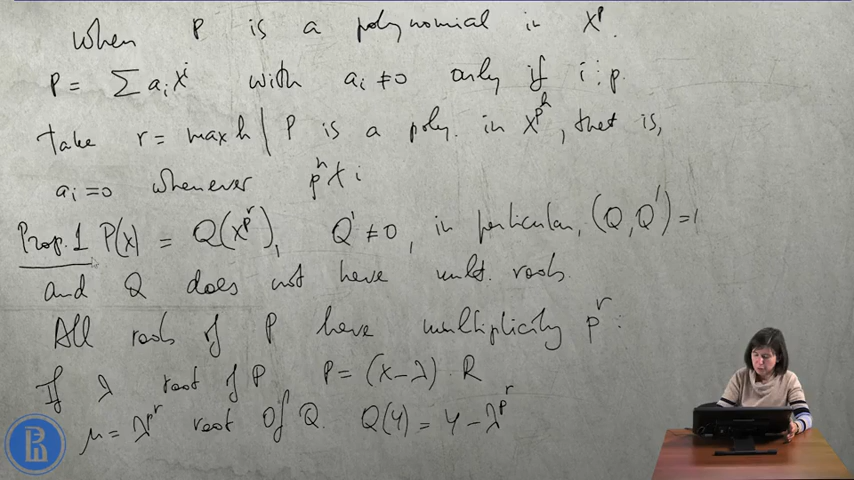 When P is a polynomial in X^p.
P = ∑ a_i X^i with a_i ≠ 0 only if i ⋮ p.
Take r = max h | P is a poly. in X^{p^h}, that is,
a_i = 0 whenever p^h ∤ i
Prop. 1 P(X) = Q(X^{p^r}), Q' ≠ 0, in particular, (Q, Q') = 1
and Q does not have mult. roots.
All roots of P have multiplicity p^r:
If λ root of P P = (X-λ) · R
μ = λ^{p^r} root of Q. Q(Y) = Y - λ^{p^r}